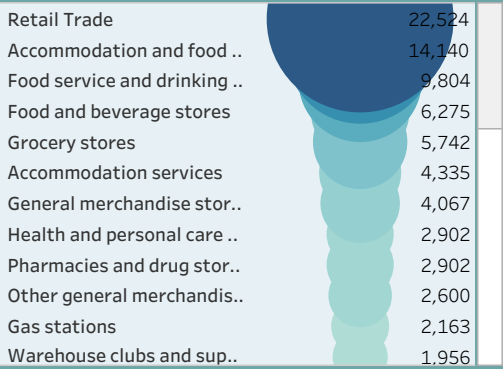 Retail Trade 22,524
Accommodation and food .. 14,140
Food service and drinking .. 9,804
Food and beverage stores 6,275
Grocery stores 5,742
Accommodation services 4,335
General merchandise stor.. 4,067
Health and personal care .. 2,902
Pharmacies and drug stor.. 2,902
Other general merchandis.. 2,600
Gas stations 2,163
Warehouse clubs and sup.. 1,956